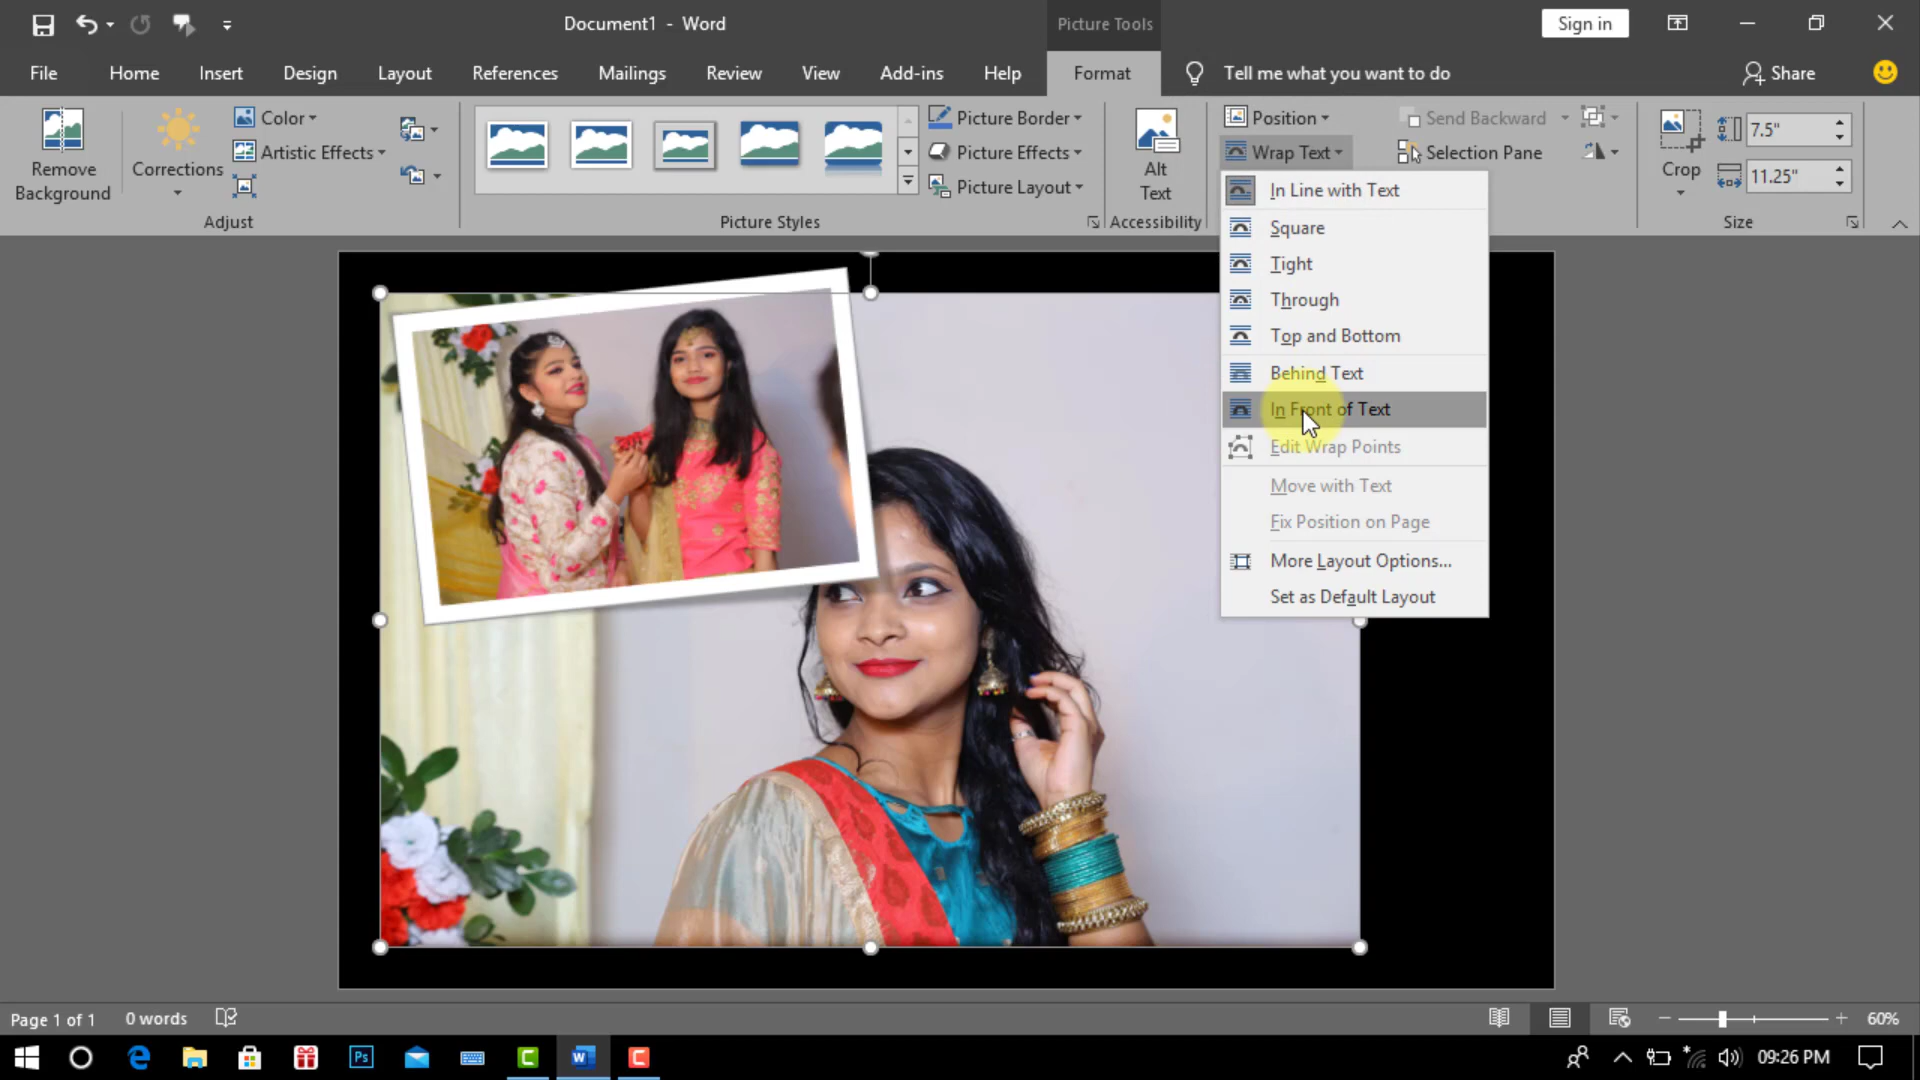 Document1 - Word
Picture Tools
Sign in
File
Home
Insert
Design
Layout
References
Mailings
Review
View
Add-ins
Help
Format
Tell me what you want to do
Share
Remove Background
Corrections
Color
Artistic Effects
Adjust
Picture Styles
Picture Border
Picture Effects
Picture Layout
Alt Text
Accessibility
Position
Wrap Text
Send Backward
Selection Pane
Crop
7.5"
11.25"
Size
In Line with Text
Square
Tight
Through
Top and Bottom
Behind Text
In Front of Text
Edit Wrap Points
Move with Text
Fix Position on Page
More Layout Options...
Set as Default Layout
Page 1 of 1
0 words
60%
Ps
09:26 PM